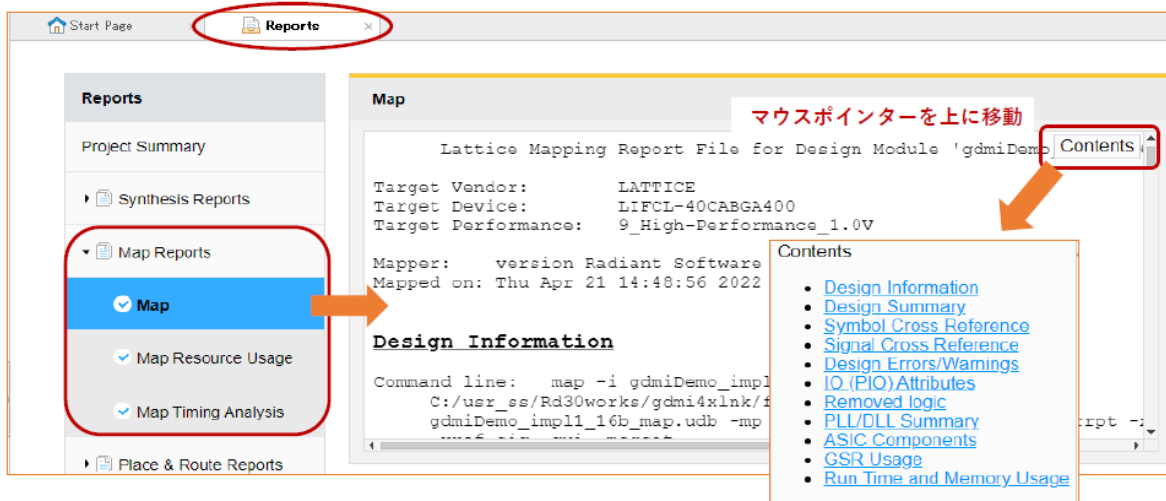 Start Page
Reports
Reports
Project Summary
Synthesis Reports
Map Reports
Map
Map Resource Usage
Map Timing Analysis
Place & Route Reports
Map
マウスポインターを上に移動
Lattice Mapping Report File for Design Module 'gdmiDemo_
Contents
Target Vendor: LATTICE
Target Device: LIFCL-40CABGA400
Target Performance: 9_High-Performance_1.0V
Mapper: version Radiant Software
Mapped on: Thu Apr 21 14:48:56 2022
Design Information
Command line: map -i gdmiDemo_impl
C:/usr_ss/Rd30works/gdmi4xlnk/
gdmiDemo_impl1_16b_map.udb -mp
Contents
Design Information
Design Summary
Symbol Cross Reference
Signal Cross Reference
Design Errors/Warnings
IO (PIO) Attributes
Removed logic
PLL/DLL Summary
ASIC Components
GSR Usage
Run Time and Memory Usage